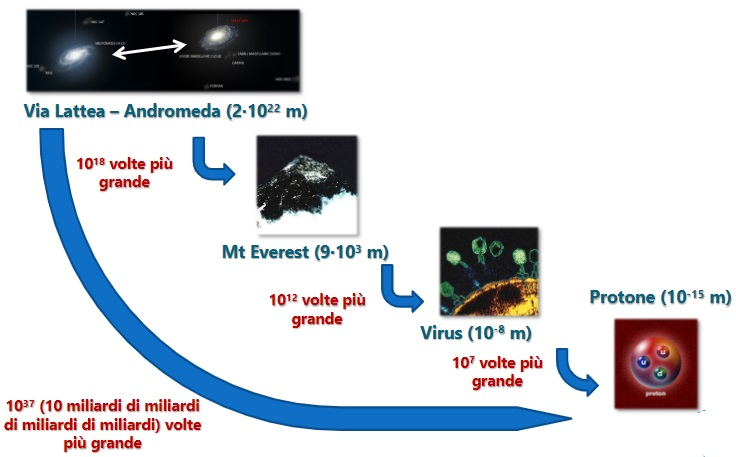 Via Lattea – Andromeda (2·10²² m)
10¹⁸ volte più
grande
Mt Everest (9·10³ m)
10¹² volte più
grande
Virus (10⁻⁸ m)
10⁷ volte più
grande
Protone (10⁻¹⁵ m)
u
u
d
proton
10³⁷ (10 miliardi di miliardi
di miliardi di miliardi) volte
più grande